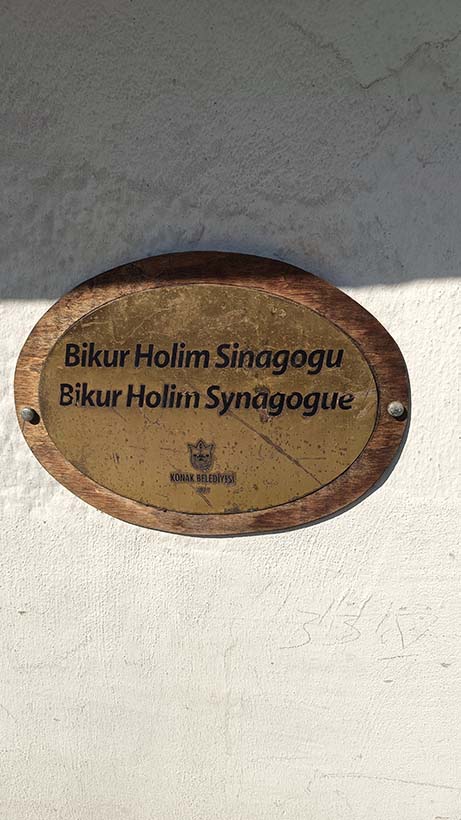 Bikur Holim Sinagogu
Bikur Holim Synagogue
KONAK BELEDİYESİ